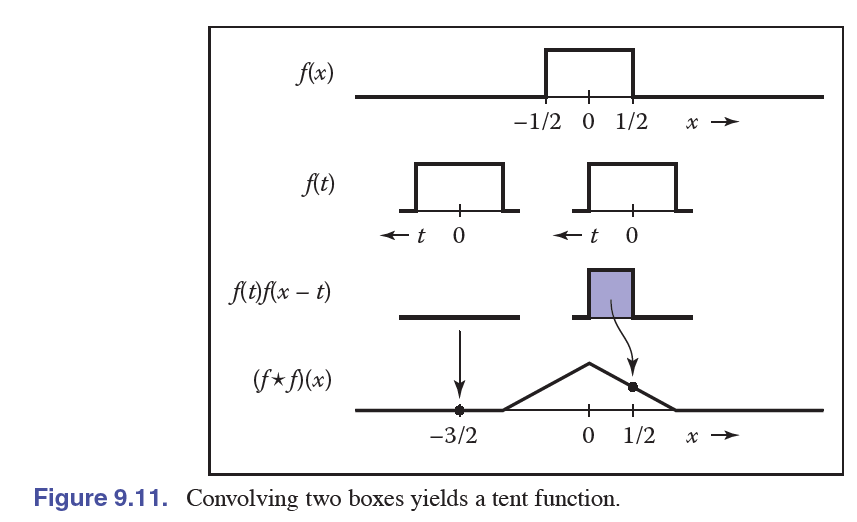 f(x)
−1/2 0 1/2 x →
f(t)
← t 0 ← t 0
f(t)f(x − t)
(f⋆f)(x)
−3/2 0 1/2 x →
Figure 9.11. Convolving two boxes yields a tent function.